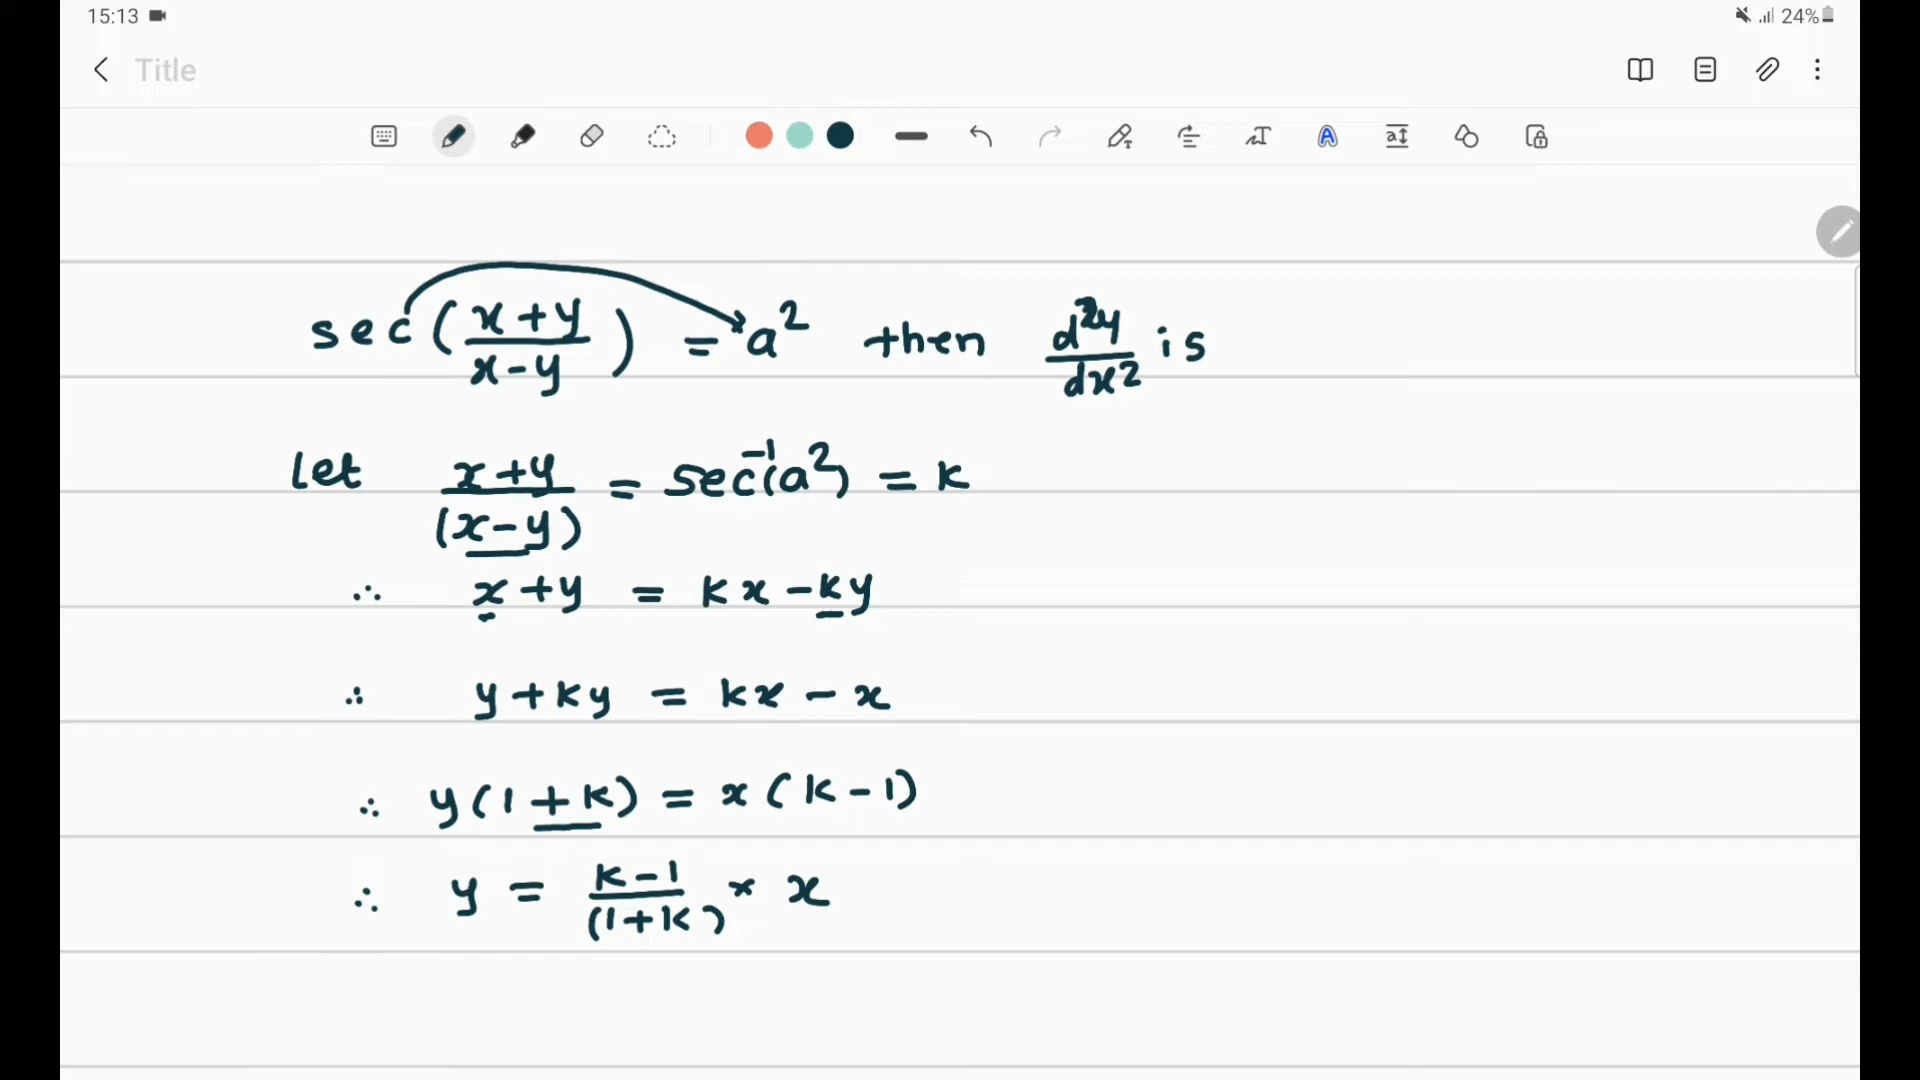 15:13 24%
Title
sec((x+y)/(x-y)) = a² then d²y/dx² is
let (x+y)/(x-y) = sec⁻¹(a²) = k
∴ x+y = kx-ky
∴ y+ky = kx-x
∴ y(1+k) = x(k-1)
∴ y = (k-1)/(1+k) * x